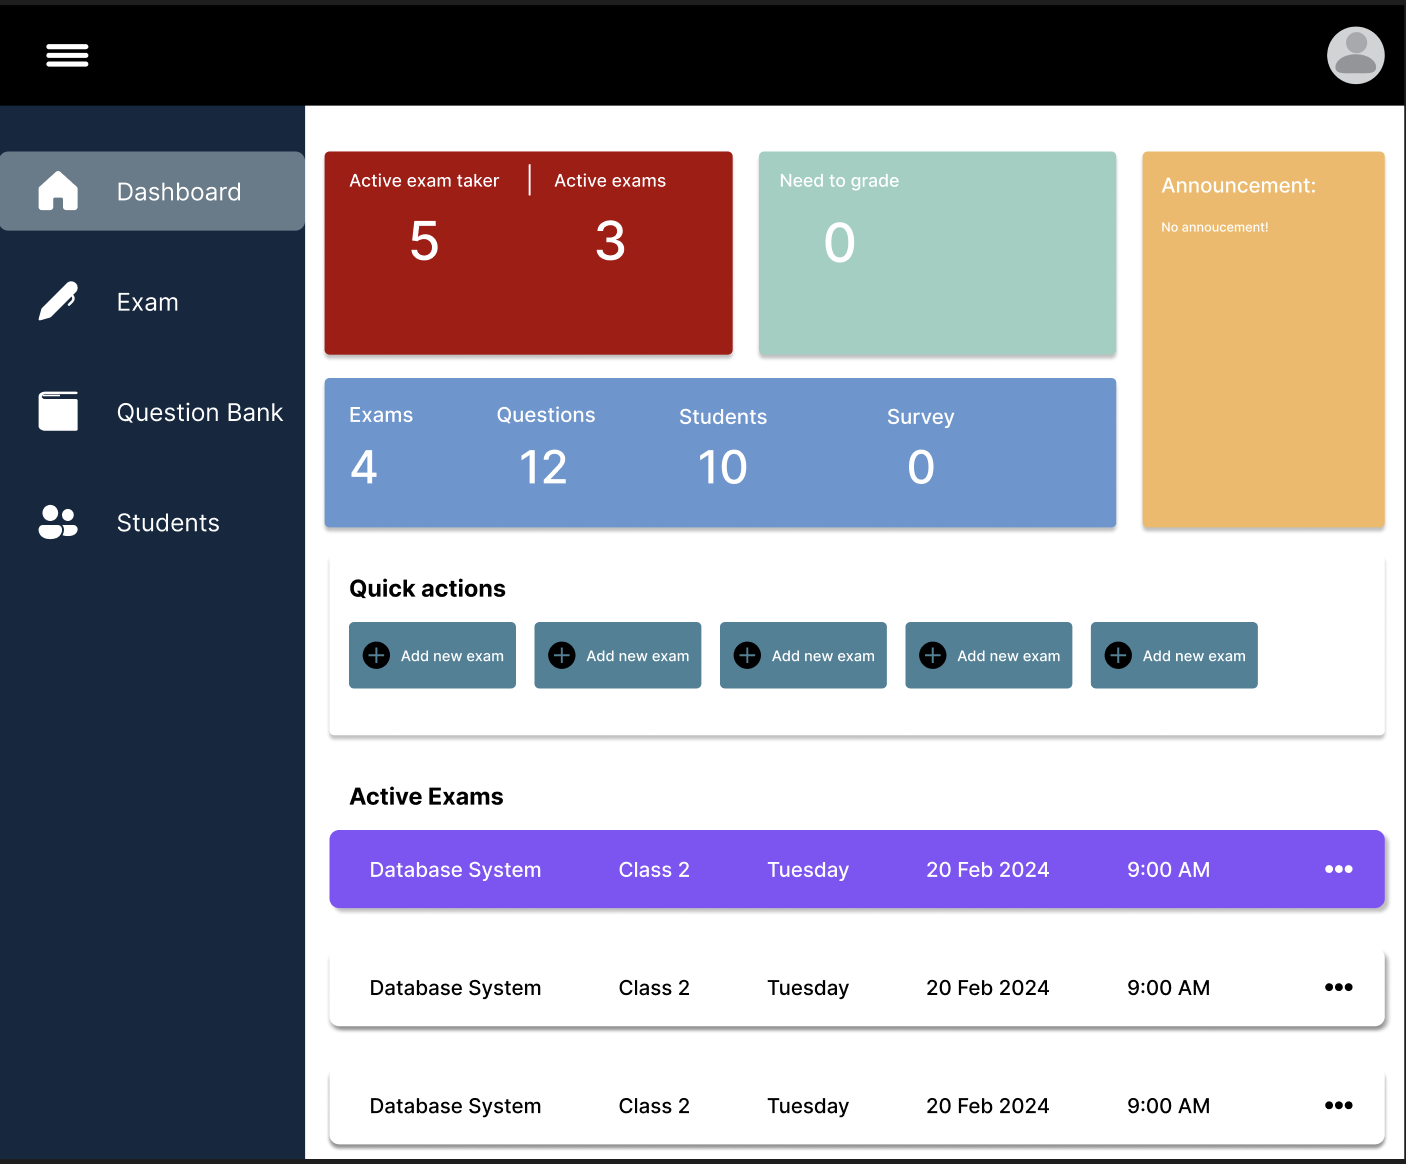 Dashboard
Exam
Question Bank
Students
Active exam taker
Active exams
5
3
Need to grade
0
Announcement:
No annoucement!
Exams
Questions
Students
Survey
4
12
10
0
Quick actions
Add new exam
Add new exam
Add new exam
Add new exam
Add new exam
Active Exams
Database System Class 2 Tuesday 20 Feb 2024 9:00 AM
Database System Class 2 Tuesday 20 Feb 2024 9:00 AM
Database System Class 2 Tuesday 20 Feb 2024 9:00 AM